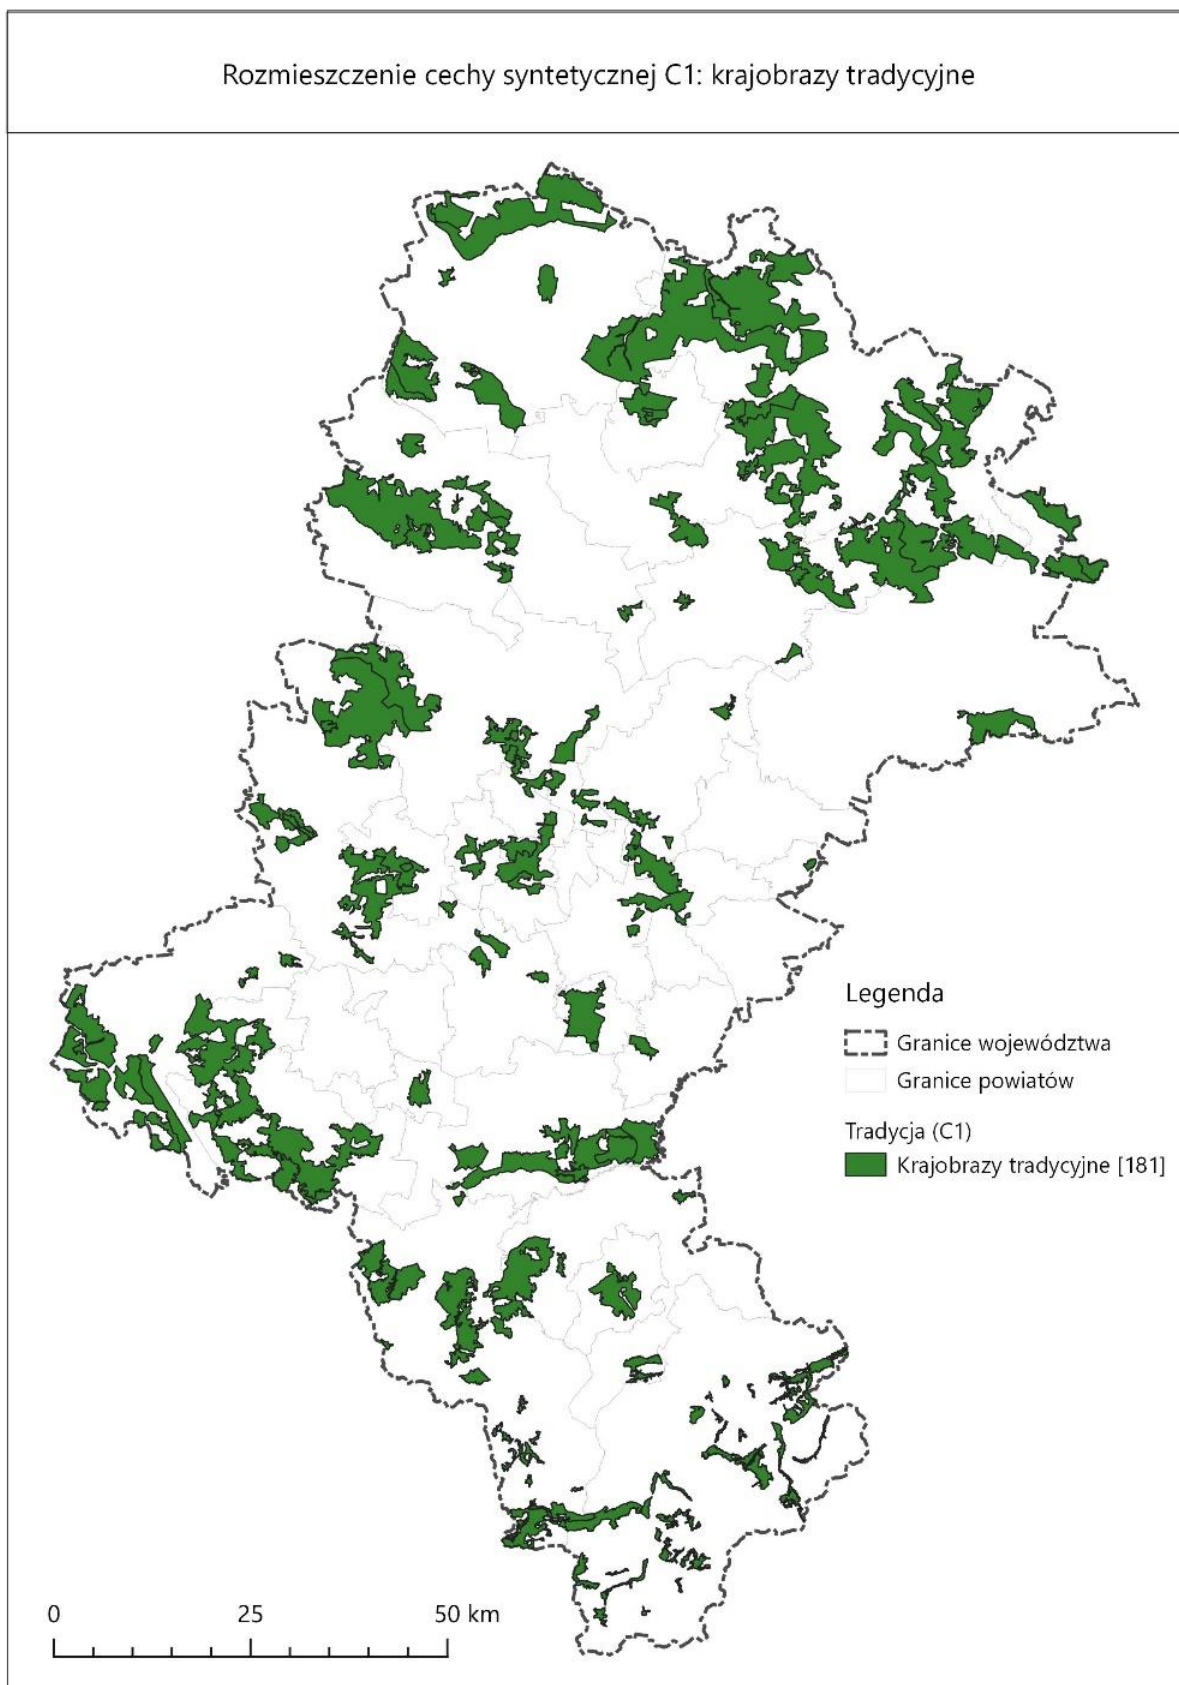 Rozmieszczenie cechy syntetycznej C1: krajobrazy tradycyjne
Legenda
Granice województwa
Granice powiatów
Tradycja (C1)
Krajobrazy tradycyjne [181]
0 25 50 km